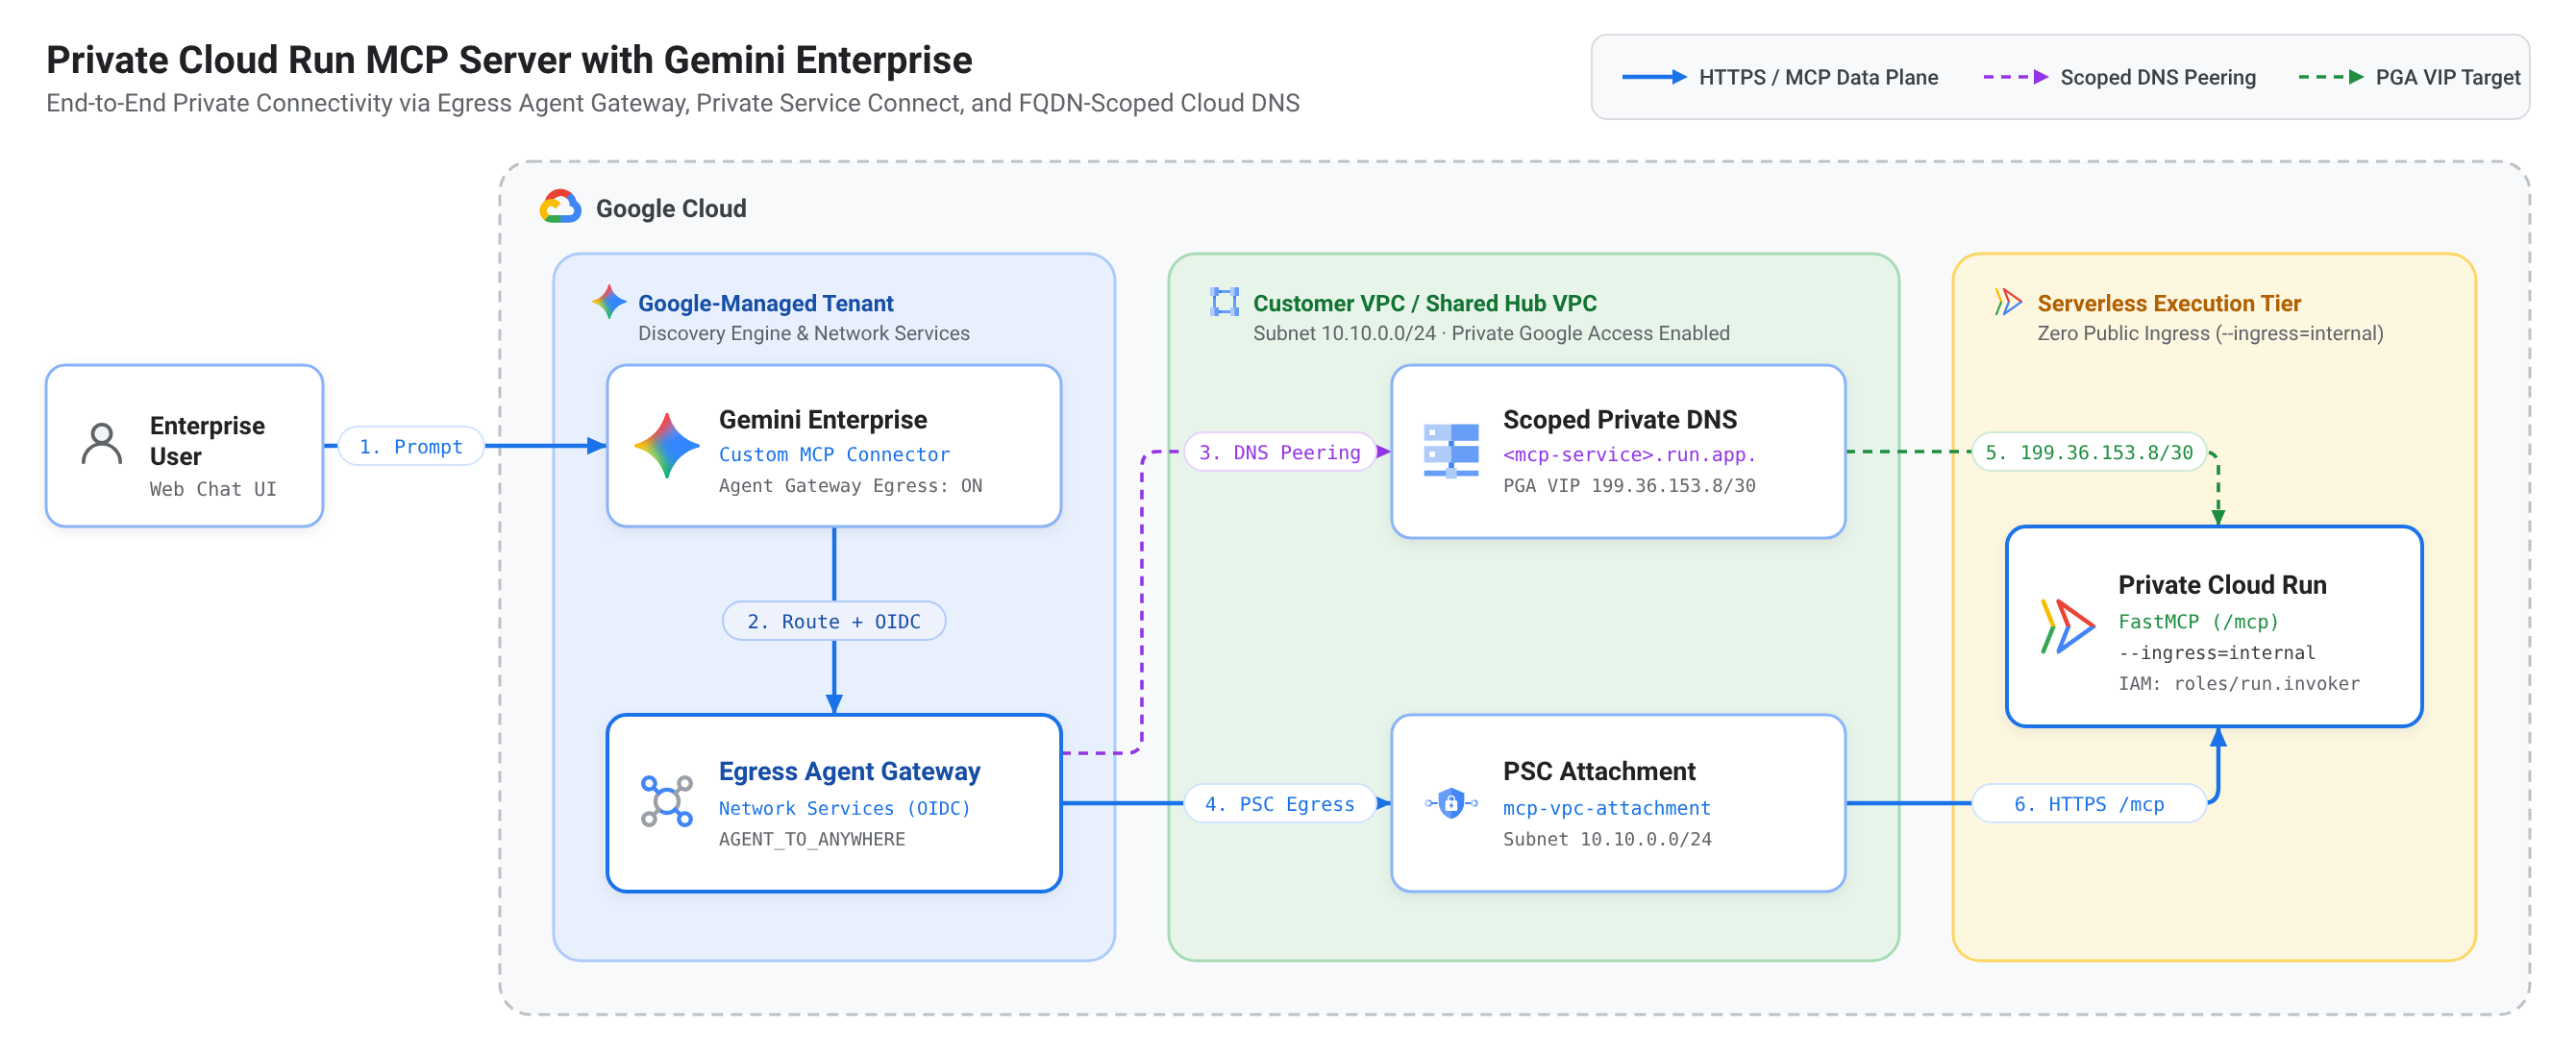 Private Cloud Run MCP Server with Gemini Enterprise
End-to-End Private Connectivity via Egress Agent Gateway, Private Service Connect, and FQDN-Scoped Cloud DNS
HTTPS / MCP Data Plane
Scoped DNS Peering
PGA VIP Target
Google Cloud
Google-Managed Tenant
Discovery Engine & Network Services
Customer VPC / Shared Hub VPC
Subnet 10.10.0.0/24 · Private Google Access Enabled
Serverless Execution Tier
Zero Public Ingress (--ingress=internal)
Enterprise
User
Web Chat UI
1. Prompt
Gemini Enterprise
Custom MCP Connector
Agent Gateway Egress: ON
3. DNS Peering
Scoped Private DNS
<mcp-service>.run.app.
PGA VIP 199.36.153.8/30
5. 199.36.153.8/30
2. Route + OIDC
Private Cloud Run
FastMCP (/mcp)
--ingress=internal
IAM: roles/run.invoker
Egress Agent Gateway
Network Services (OIDC)
AGENT_TO_ANYWHERE
4. PSC Egress
PSC Attachment
mcp-vpc-attachment
Subnet 10.10.0.0/24
6. HTTPS /mcp